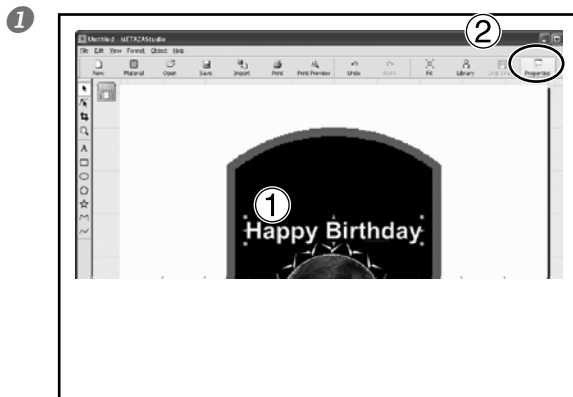 1
2
Untitled - METAZAStudio
File Edit View Format Object Help
New Material Open Save Import Print Print Preview Undo Redo Fit Library Properties
A
1
Happy Birthday